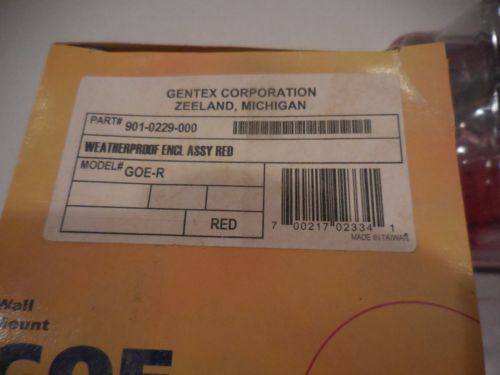 GENTEX CORPORATION
ZEELAND, MICHIGAN
PART# 901-0229-000
WEATHERPROOF ENCL ASSY RED
MODEL# GOE-R
RED
7 00217 02334 1
MADE IN TAIWAN
Wall
Mount
GOE